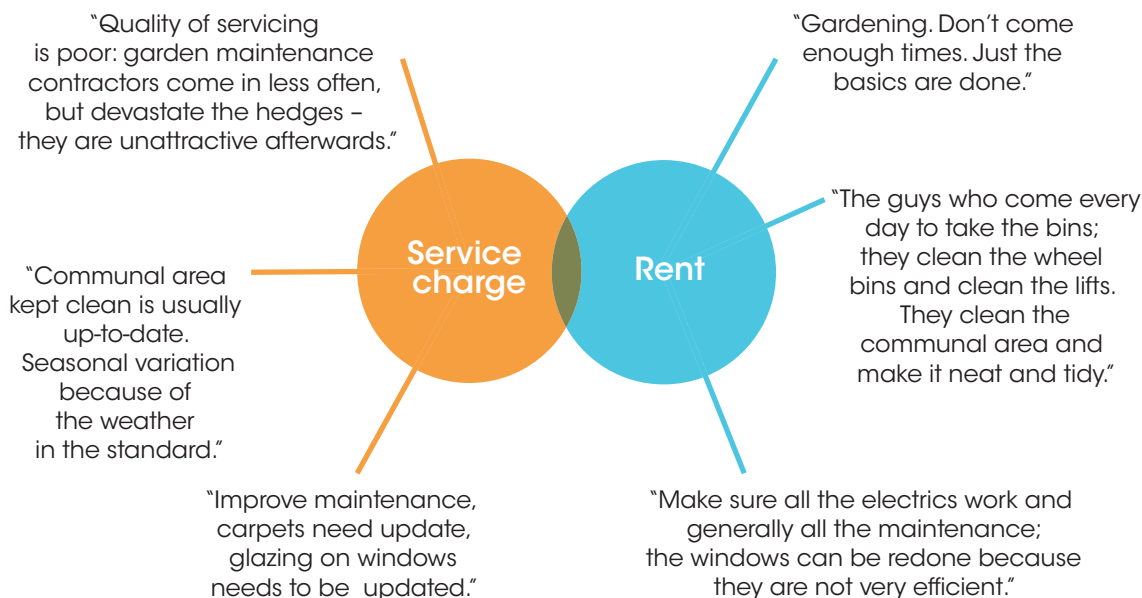 “Quality of servicing
is poor: garden maintenance
contractors come in less often,
but devastate the hedges –
they are unattractive afterwards.”
“Gardening. Don’t come
enough times. Just the
basics are done.”
Service
charge
Rent
“The guys who come every
day to take the bins;
they clean the wheel
bins and clean the lifts.
They clean the
communal area and
make it neat and tidy.”
“Communal area
kept clean is usually
up-to-date.
Seasonal variation
because of
the weather
in the standard.”
“Improve maintenance,
carpets need update,
glazing on windows
needs to be updated.”
“Make sure all the electrics work and
generally all the maintenance;
the windows can be redone because
they are not very efficient.”